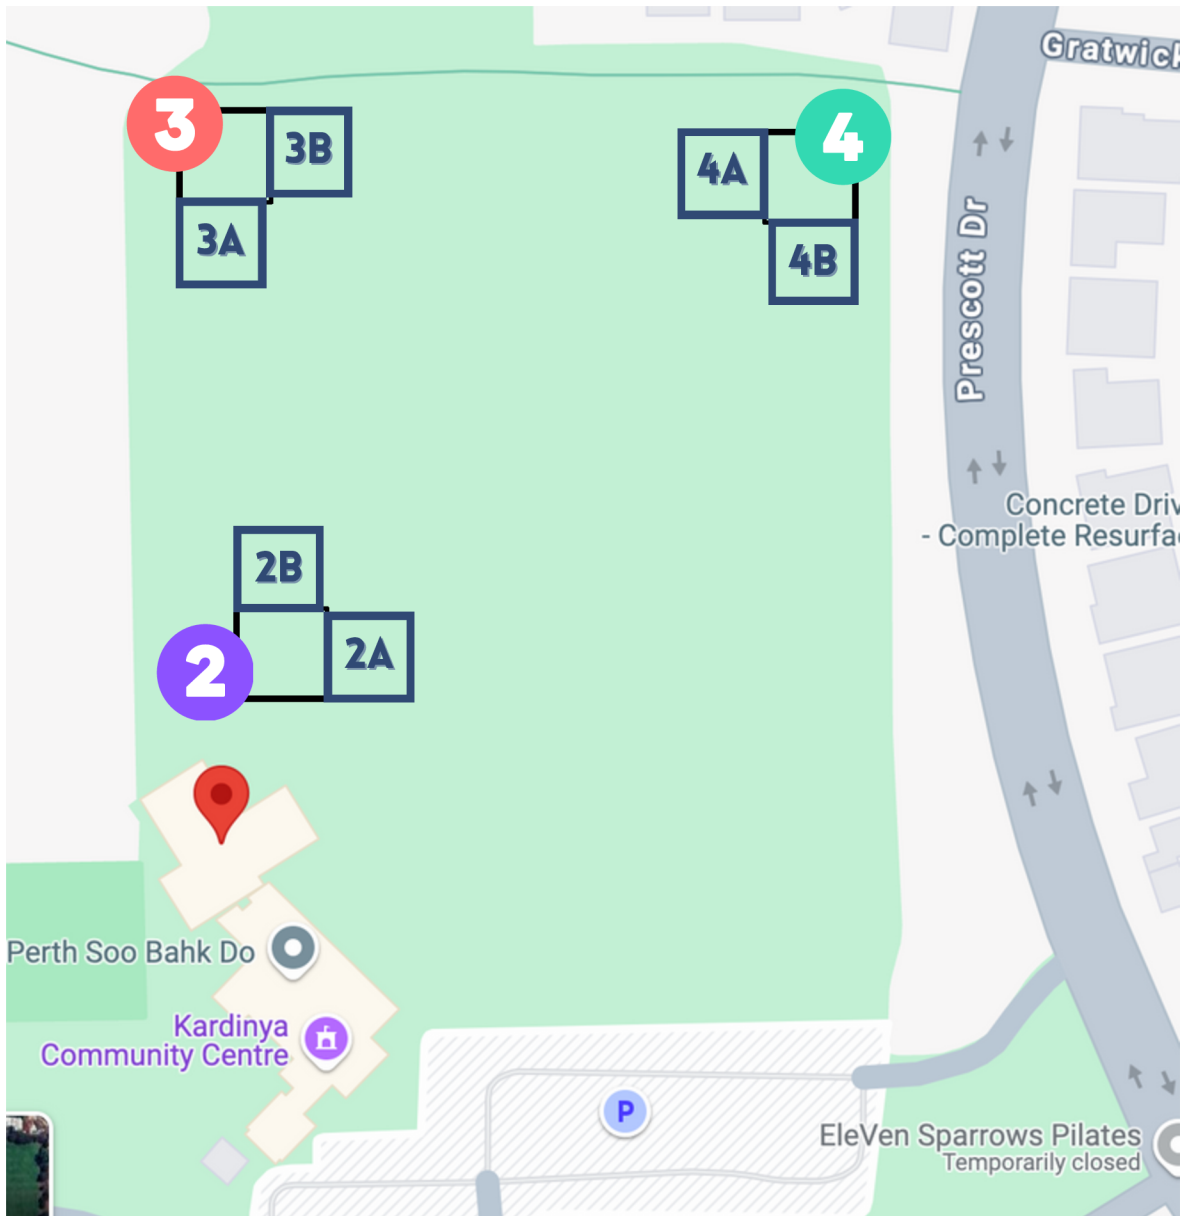 Gratwick
3
3B
4A
4
3A
4B
Prescott Dr
Concrete Driv
- Complete Resurfac
2B
2A
2
Perth Soo Bahk Do
Kardinya
Community Centre
P
EleVen Sparrows Pilates
Temporarily closed